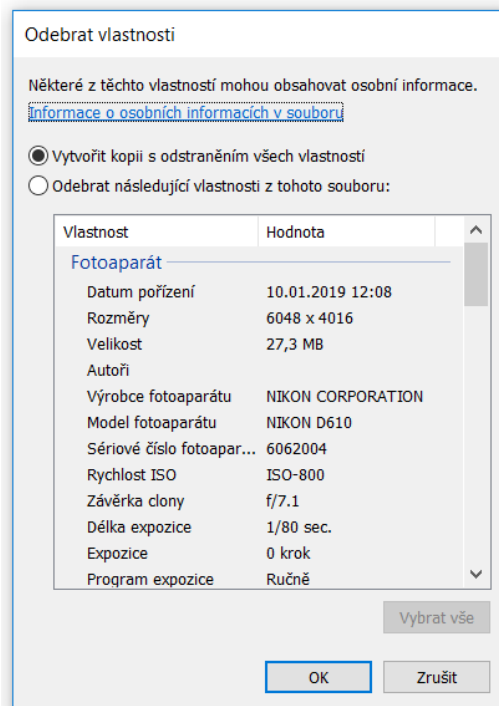 Odebrat vlastnosti
Některé z těchto vlastností mohou obsahovat osobní informace.
Informace o osobních informacích v souboru
Vytvořit kopii s odstraněním všech vlastností
Odebrat následující vlastnosti z tohoto souboru:
Vlastnost Hodnota
Fotoaparát
Datum pořízení 10.01.2019 12:08
Rozměry 6048 x 4016
Velikost 27,3 MB
Autoři
Výrobce fotoaparátu NIKON CORPORATION
Model fotoaparátu NIKON D610
Sériové číslo fotoapar... 6062004
Rychlost ISO ISO-800
Závěrka clony f/7.1
Délka expozice 1/80 sec.
Expozice 0 krok
Program expozice Ručně
Vybrat vše
OK Zrušit